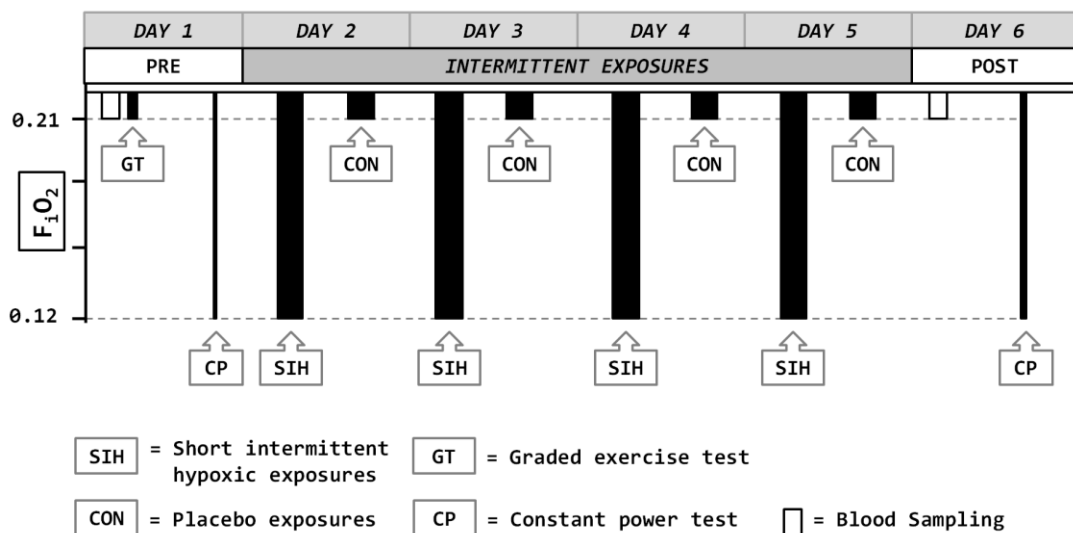 DAY 1 DAY 2 DAY 3 DAY 4 DAY 5 DAY 6
PRE INTERMITTENT EXPOSURES POST
0.21
GT CON CON CON CON
FiO2
0.12
CP SIH SIH SIH SIH CP
SIH = Short intermittent hypoxic exposures
GT = Graded exercise test
CON = Placebo exposures
CP = Constant power test
= Blood Sampling